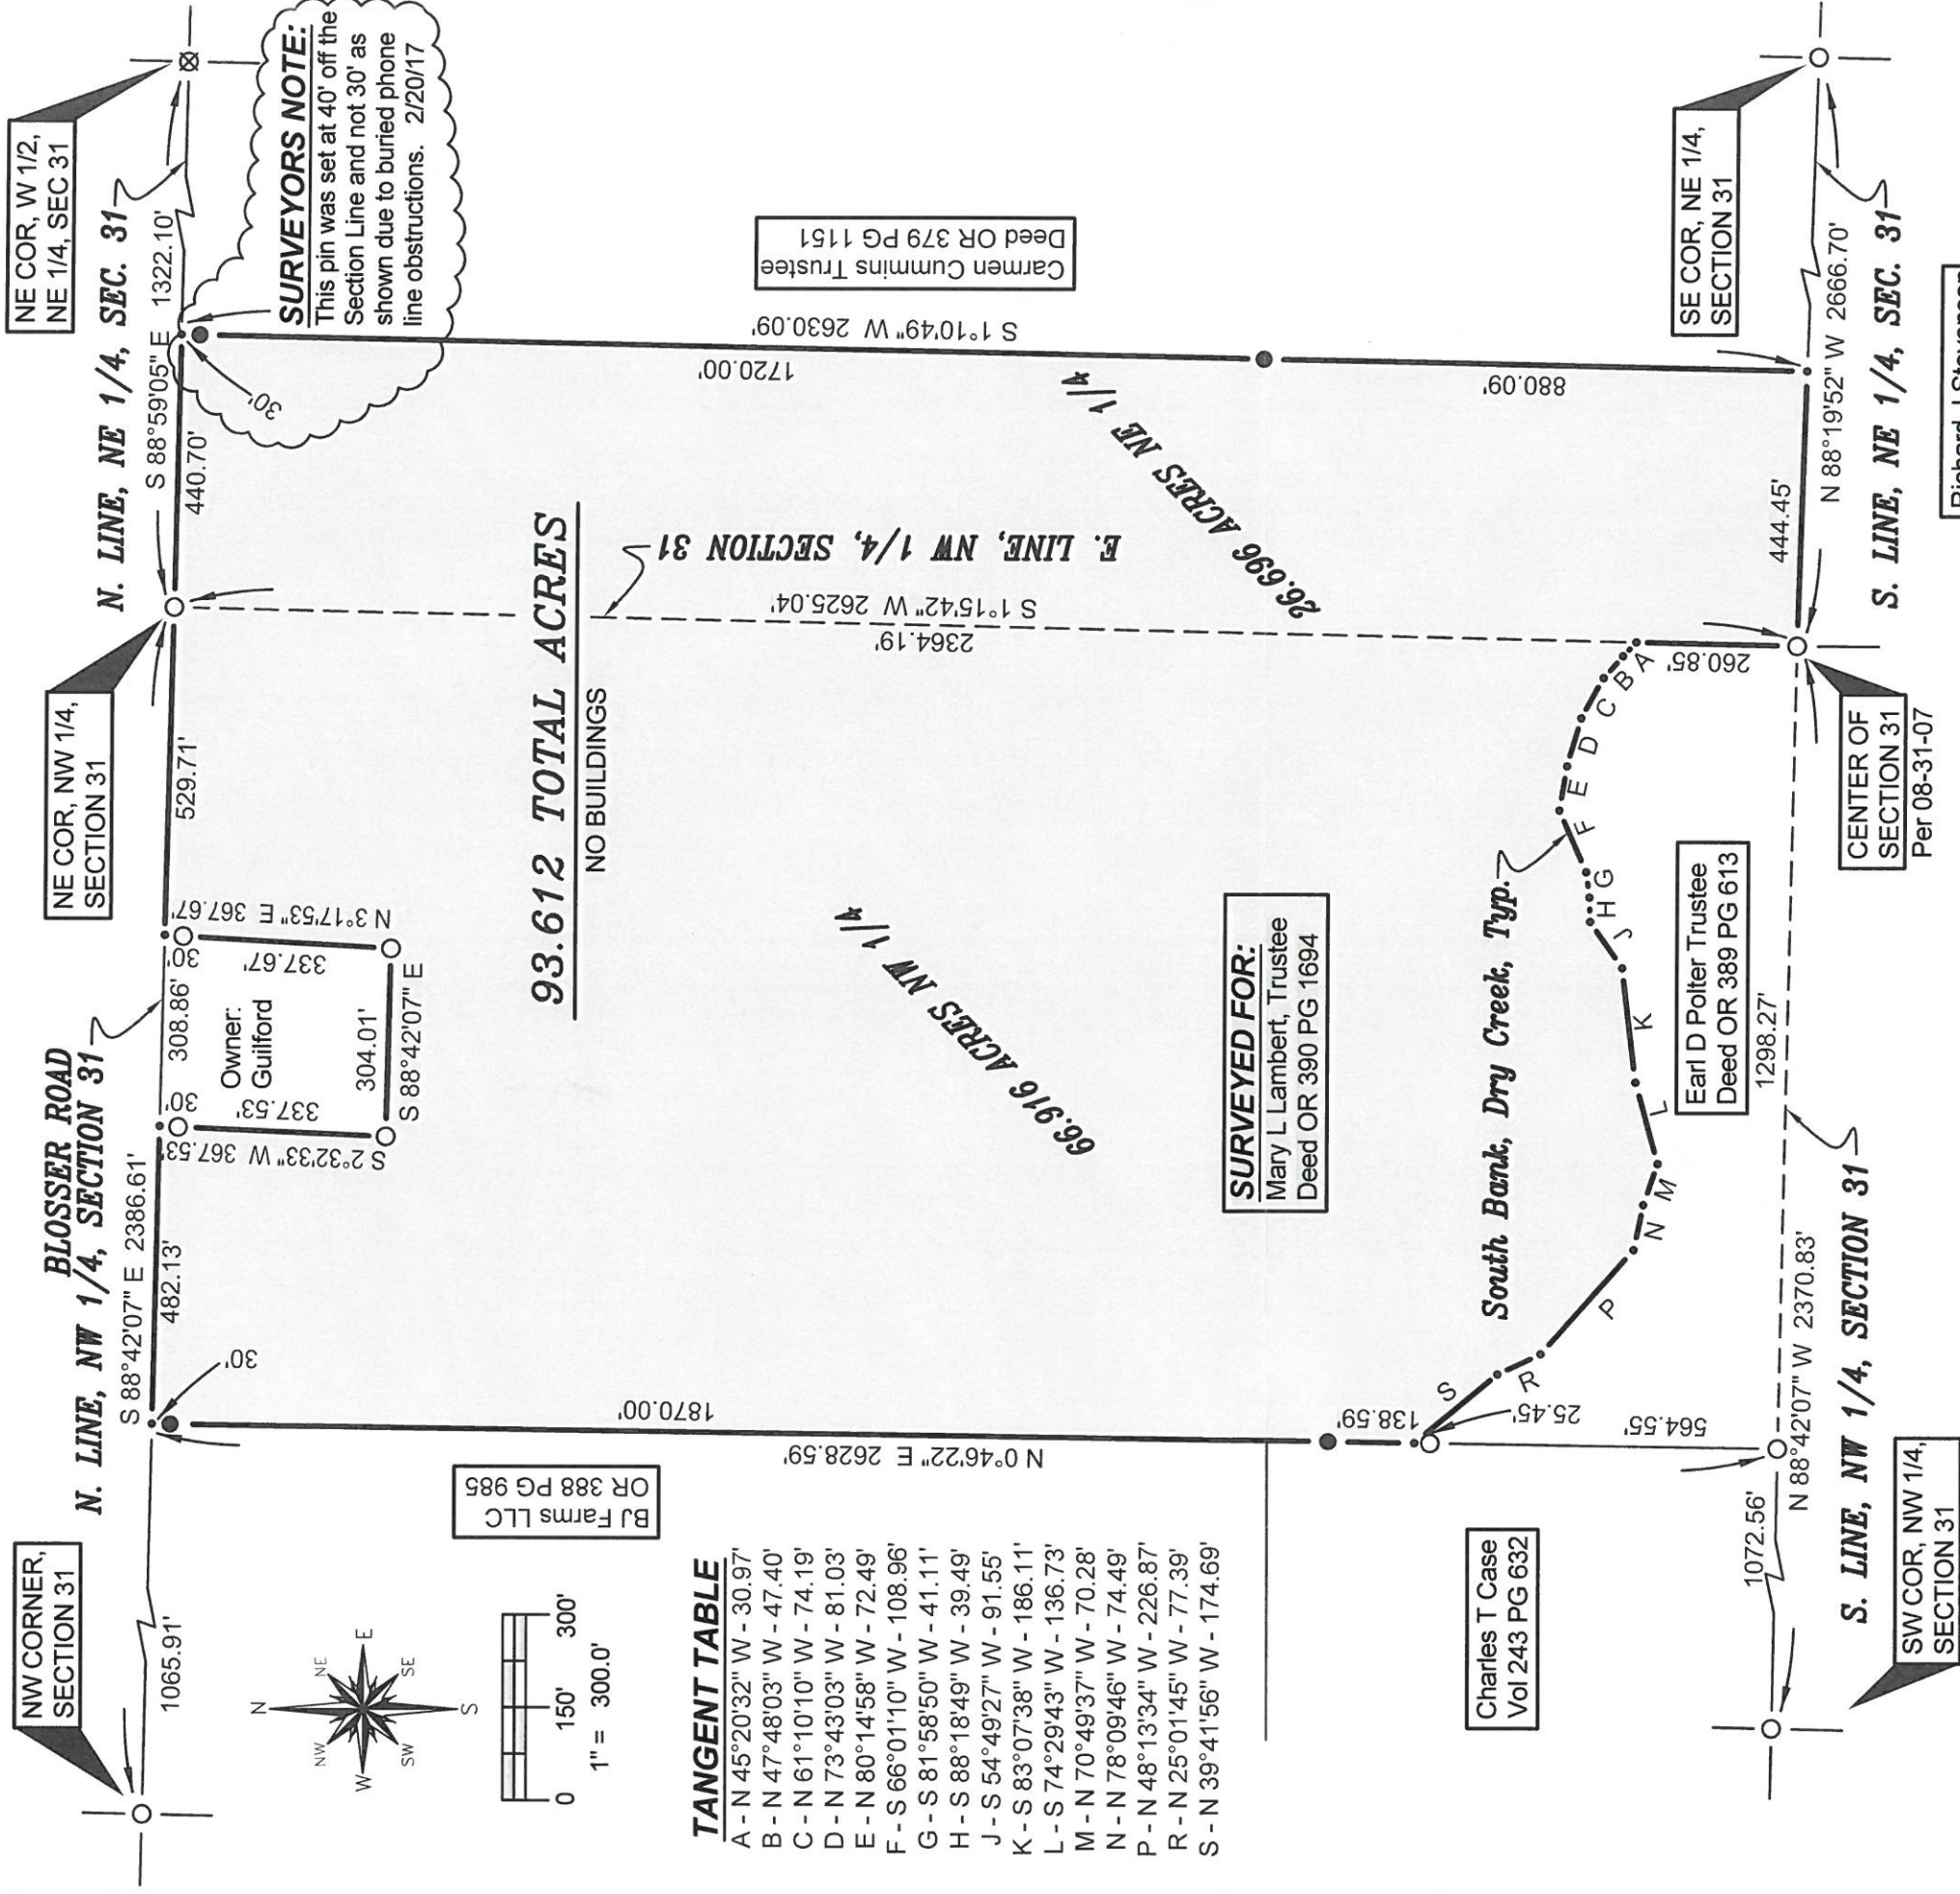 NW CORNER,
SECTION 31
1065.91'
BLOSSER ROAD
N. LINE, NW 1/4, SECTION 31
S 88°42'07" E 2386.61'
482.13'
30'
308.86'
30'
30'
529.71'
NE COR, NW 1/4,
SECTION 31
N. LINE, NE 1/4, SEC. 31
S 88°59'05" E 1322.10'
440.70'
30'
NE COR, W 1/2,
NE 1/4, SEC 31
SURVEYORS NOTE:
This pin was set at 40' off the
Section Line and not 30' as
shown due to buried phone
line obstructions. 2/20/17
S 2°32'33" W 367.53'
337.53'
Owner:
Guilford
304.01'
S 88°42'07" E
337.67'
N 3°17'53" E 367.67'
N
NE
E
SE
S
SW
W
NW
0
150'
300'
1" = 300.0'
BJ Farms LLC
OR 388 PG 985
N 0°46'22" E 2628.59'
1870.00'
93.612 TOTAL ACRES
NO BUILDINGS
66.916 ACRES NW 1/4
E. LINE, NW 1/4, SECTION 31
S 1°15'42" W 2625.04'
2364.19'
26.696 ACRES NE 1/4
S 1°10'49" W 2630.09'
1720.00'
880.09'
Carmen Cummins Trustee
Deed OR 379 PG 1151
TANGENT TABLE
A - N 45°20'32" W - 30.97'
B - N 47°48'03" W - 47.40'
C - N 61°10'10" W - 74.19'
D - N 73°43'03" W - 81.03'
E - N 80°14'58" W - 72.49'
F - S 66°01'10" W - 108.96'
G - S 81°58'50" W - 41.11'
H - S 88°18'49" W - 39.49'
J - S 54°49'27" W - 91.55'
K - S 83°07'38" W - 186.11'
L - S 74°29'43" W - 136.73'
M - N 70°49'37" W - 70.28'
N - N 78°09'46" W - 74.49'
P - N 48°13'34" W - 226.87'
R - N 25°01'45" W - 77.39'
S - N 39°41'56" W - 174.69'
SURVEYED FOR:
Mary L Lambert, Trustee
Deed OR 390 PG 1694
South Bank, Dry Creek, Typ.
138.59'
25.45'
564.55'
S
R
P
N
M
L
K
J
H
G
F
E
D
C
B
A
260.85'
Earl D Polter Trustee
Deed OR 389 PG 613
1298.27'
Charles T Case
Vol 243 PG 632
1072.56'
N 88°42'07" W 2370.83'
S. LINE, NW 1/4, SECTION 31
SW COR, NW 1/4,
SECTION 31
CENTER OF
SECTION 31
Per 08-31-07
444.45'
N 88°19'52" W 2666.70'
S. LINE, NE 1/4, SEC. 31
SE COR, NE 1/4,
SECTION 31